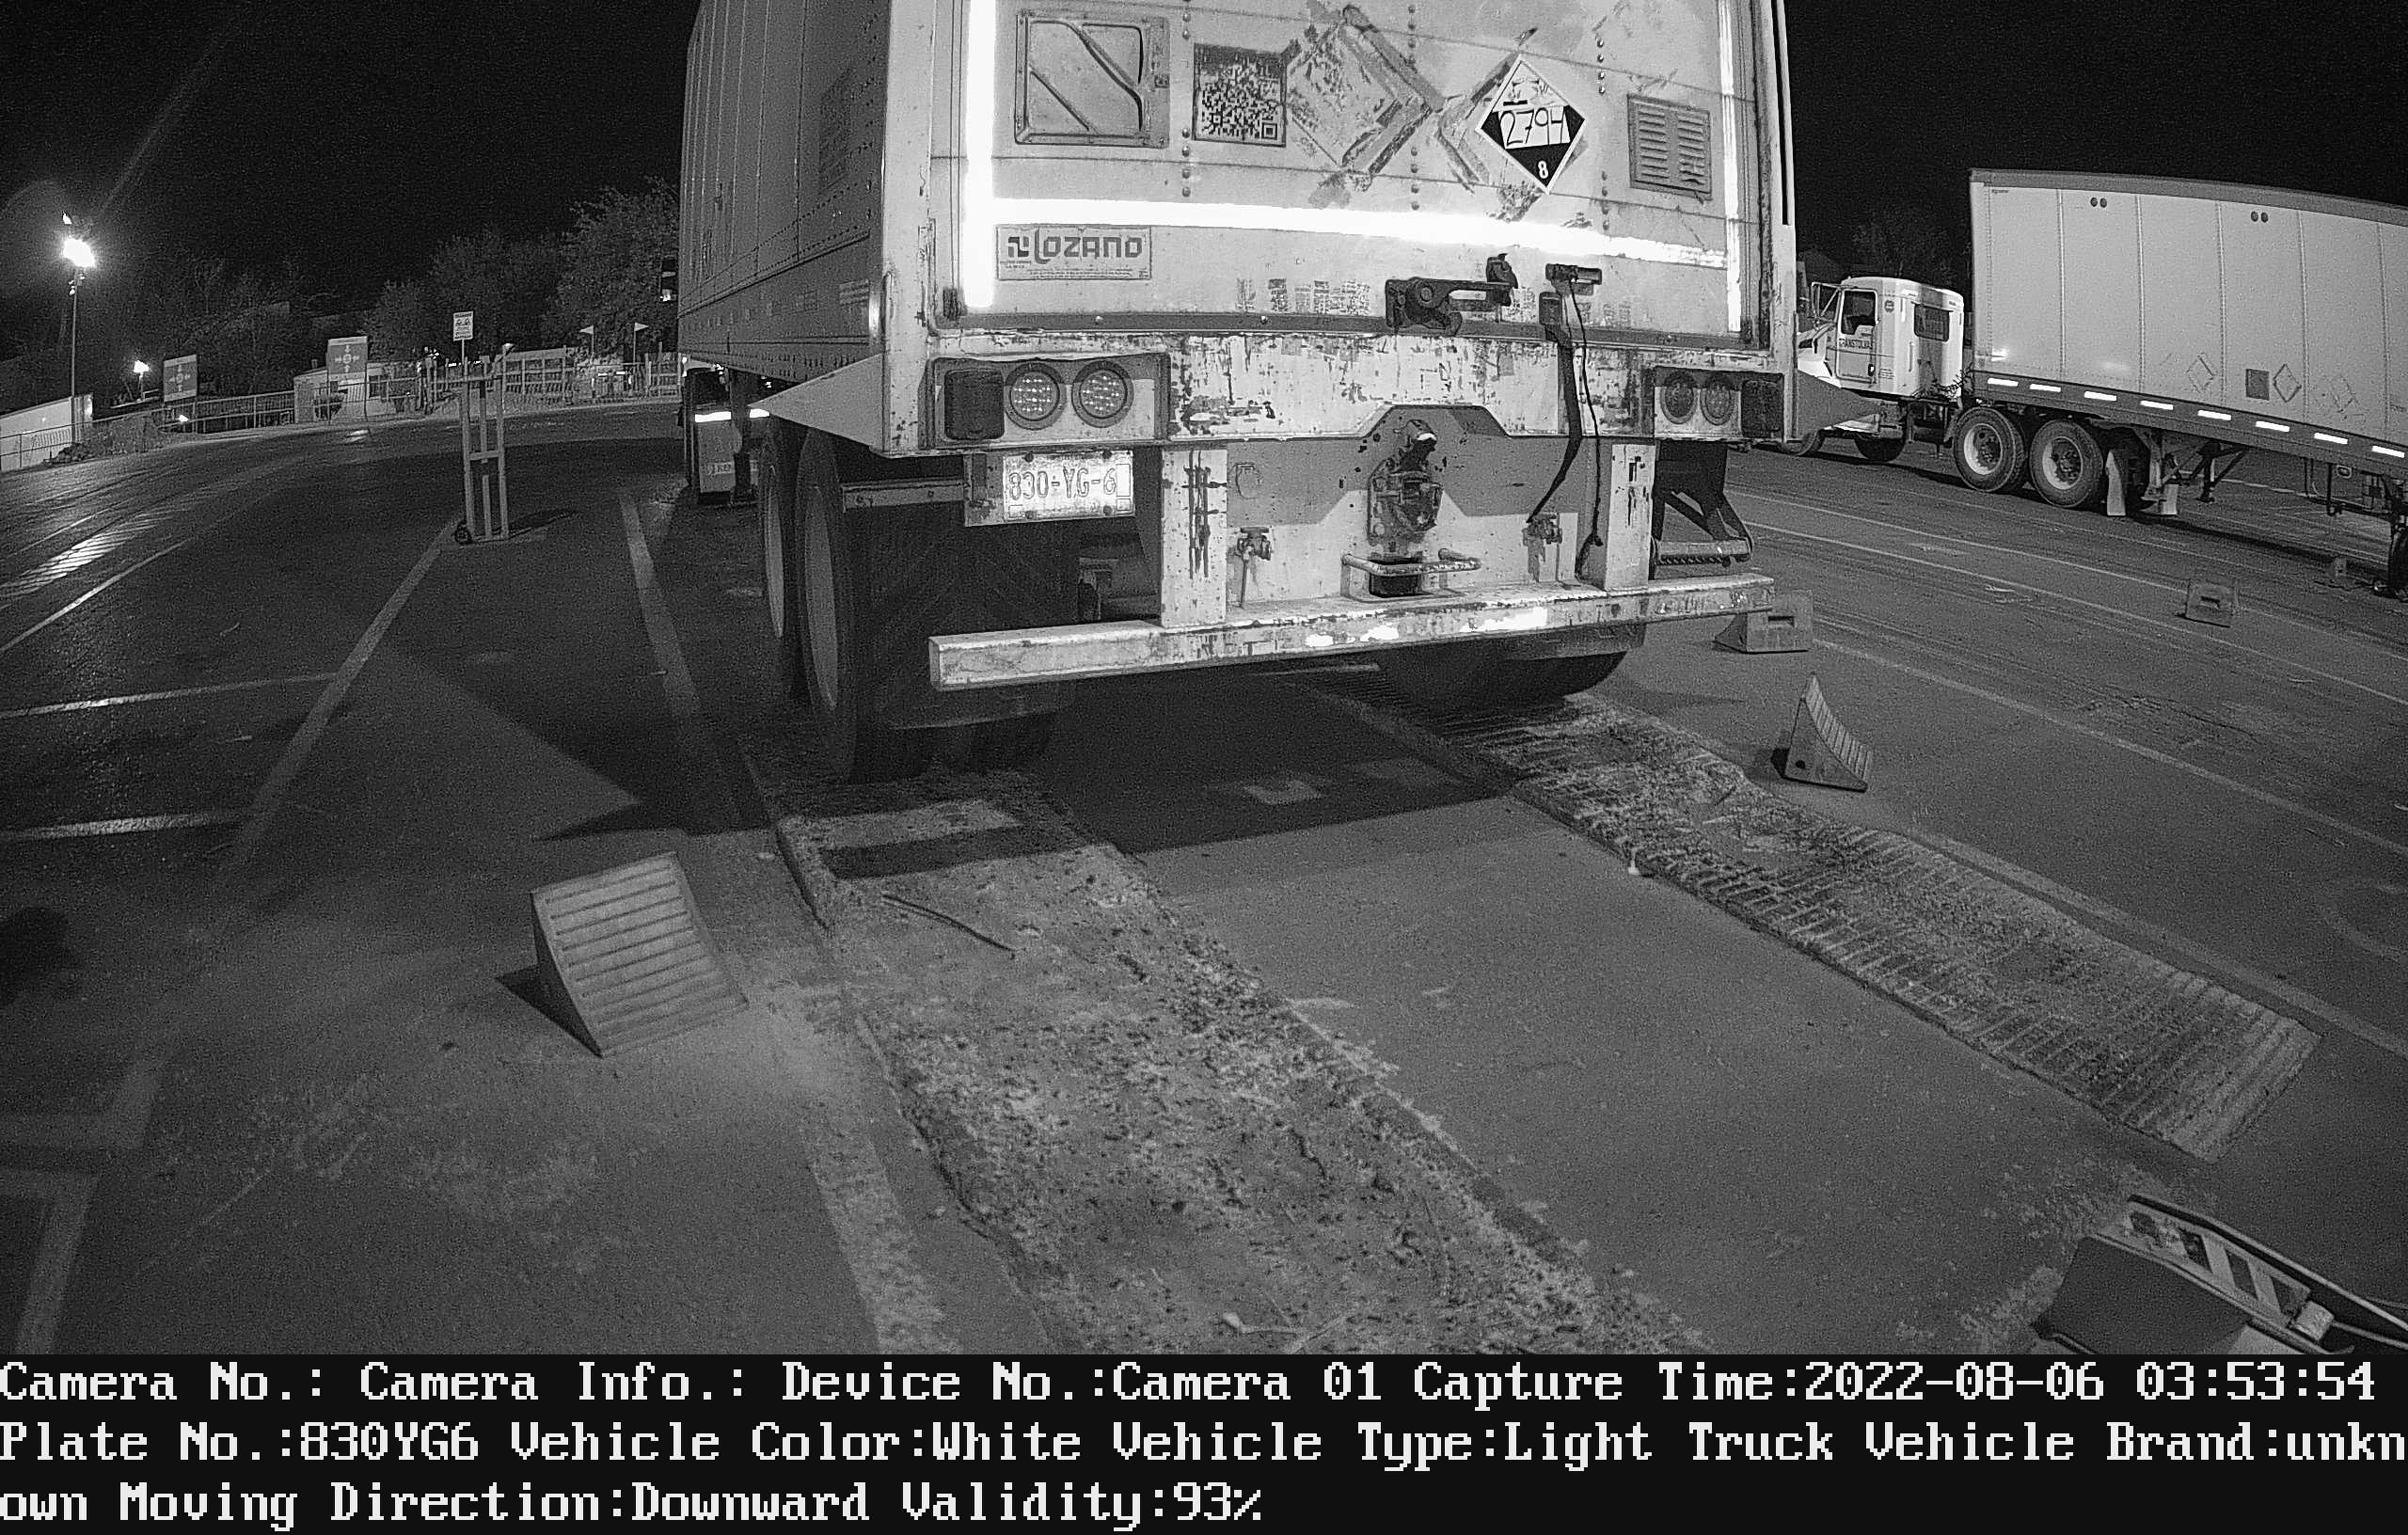 2794
8
LOZANO
830-YG-6
Camera No.: Camera Info.: Device No.:Camera 01 Capture Time:2022-08-06 03:53:54
Plate No.:830YG6 Vehicle Color:White Vehicle Type:Light Truck Vehicle Brand:unkn
own Moving Direction:Downward Validity:93%